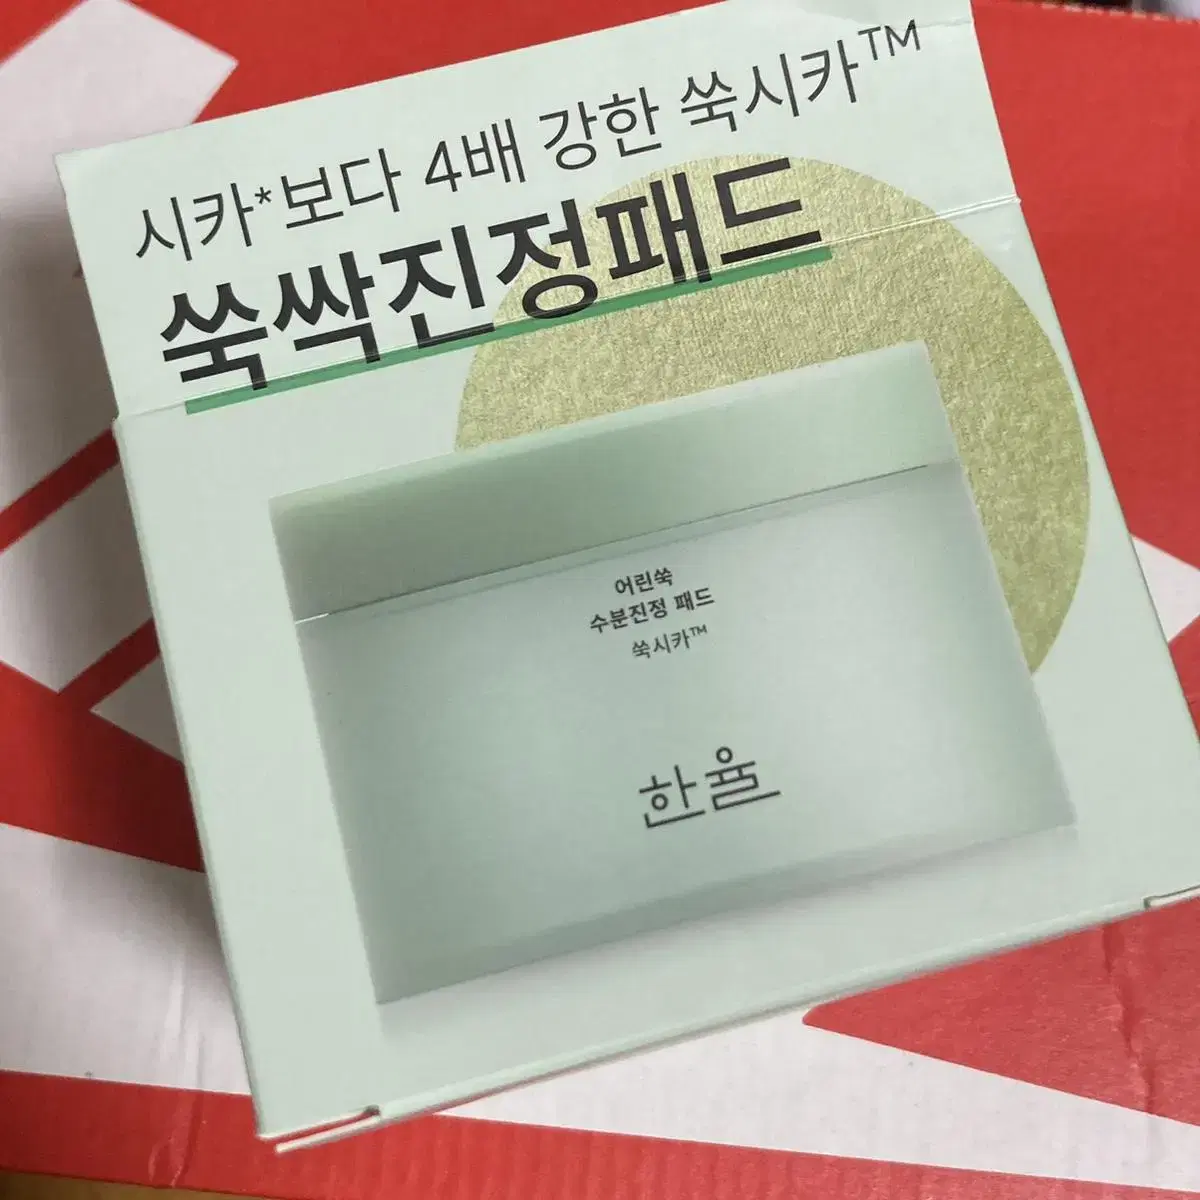 시카*보다 4배 강한 쑥시카™
쑥싹진정패드
어린쑥
수분진정 패드
쑥시카™
한율